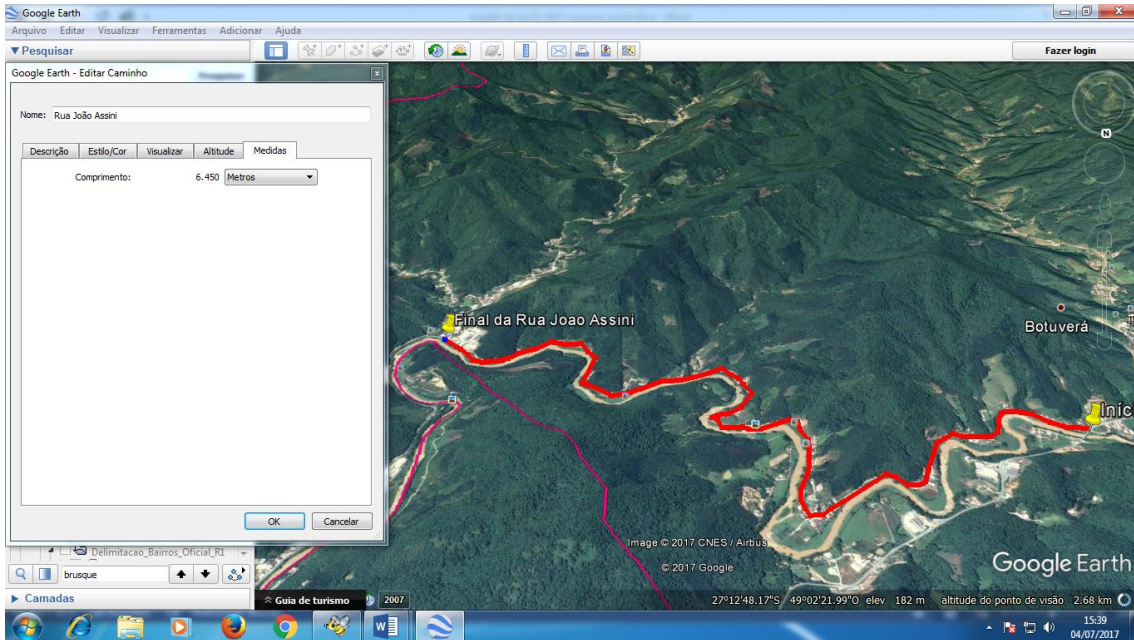 Google Earth
Arquivo Editar Visualizar Ferramentas Adicionar Ajuda
▼ Pesquisar
Fazer login
Google Earth - Editar Caminho
Nome: Rua João Assini
Descrição Estilo/Cor Visualizar Altitude Medidas
Comprimento: 6.450 Metros
OK Cancelar
Final da Rua Joao Assini
Botuverá
Iníc
N
Delimitacao_Bairros_Oficial_R1
brusque
► Camadas
Image © 2017 CNES / Airbus
© 2017 Google
Google Earth
Guia de turismo 2007
27°12'48.17"S 49°02'21.99"O elev 182 m altitude do ponto de visão 2.68 km
15:39
04/07/2017